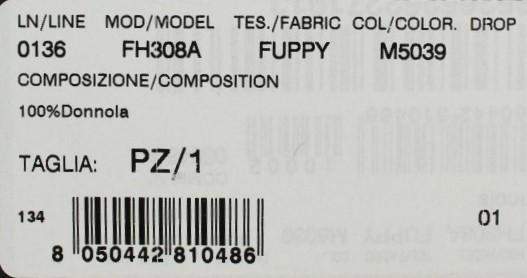 LN/LINE MOD/MODEL TES./FABRIC COL/COLOR. DROP
0136 FH308A FUPPY M5039
COMPOSIZIONE/COMPOSITION
100%Donnola
TAGLIA: PZ/1
134 01
8 050442 810486